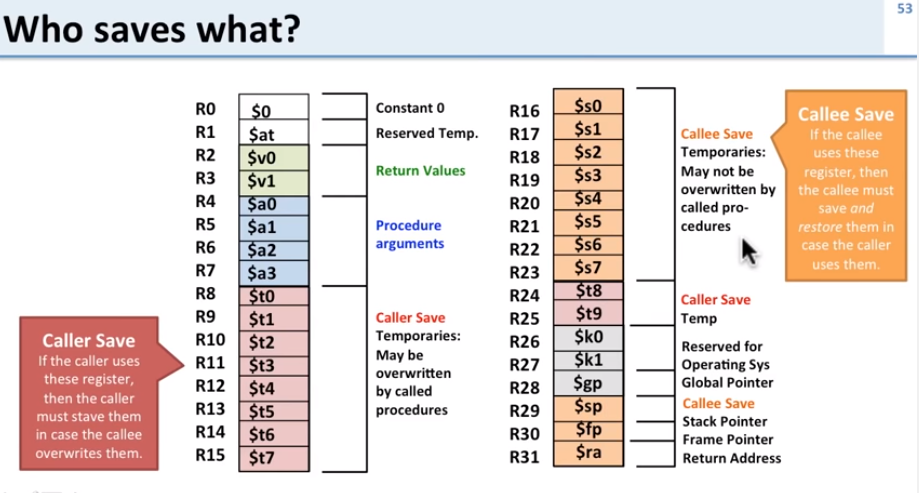 53
Who saves what?
R0 $0 Constant 0
R1 $at Reserved Temp.
R2 $v0
R3 $v1
Return Values
R4 $a0
R5 $a1
R6 $a2
R7 $a3
Procedure
arguments
R8 $t0
R9 $t1
R10 $t2
R11 $t3
R12 $t4
R13 $t5
R14 $t6
R15 $t7
Caller Save
Temporaries:
May be
overwritten
by called
procedures
Caller Save
If the caller uses
these register,
then the caller
must stave them
in case the callee
overwrites them.
R16 $s0
R17 $s1
R18 $s2
R19 $s3
R20 $s4
R21 $s5
R22 $s6
R23 $s7
Callee Save
Temporaries:
May not be
overwritten by
called pro-
cedures
Callee Save
If the callee
uses these
register, then
the callee must
save and
restore them in
case the caller
uses them.
R24 $t8
R25 $t9
Caller Save
Temp
R26 $k0
R27 $k1
Reserved for
Operating Sys
R28 $gp Global Pointer
Callee Save
R29 $sp Stack Pointer
R30 $fp Frame Pointer
R31 $ra Return Address